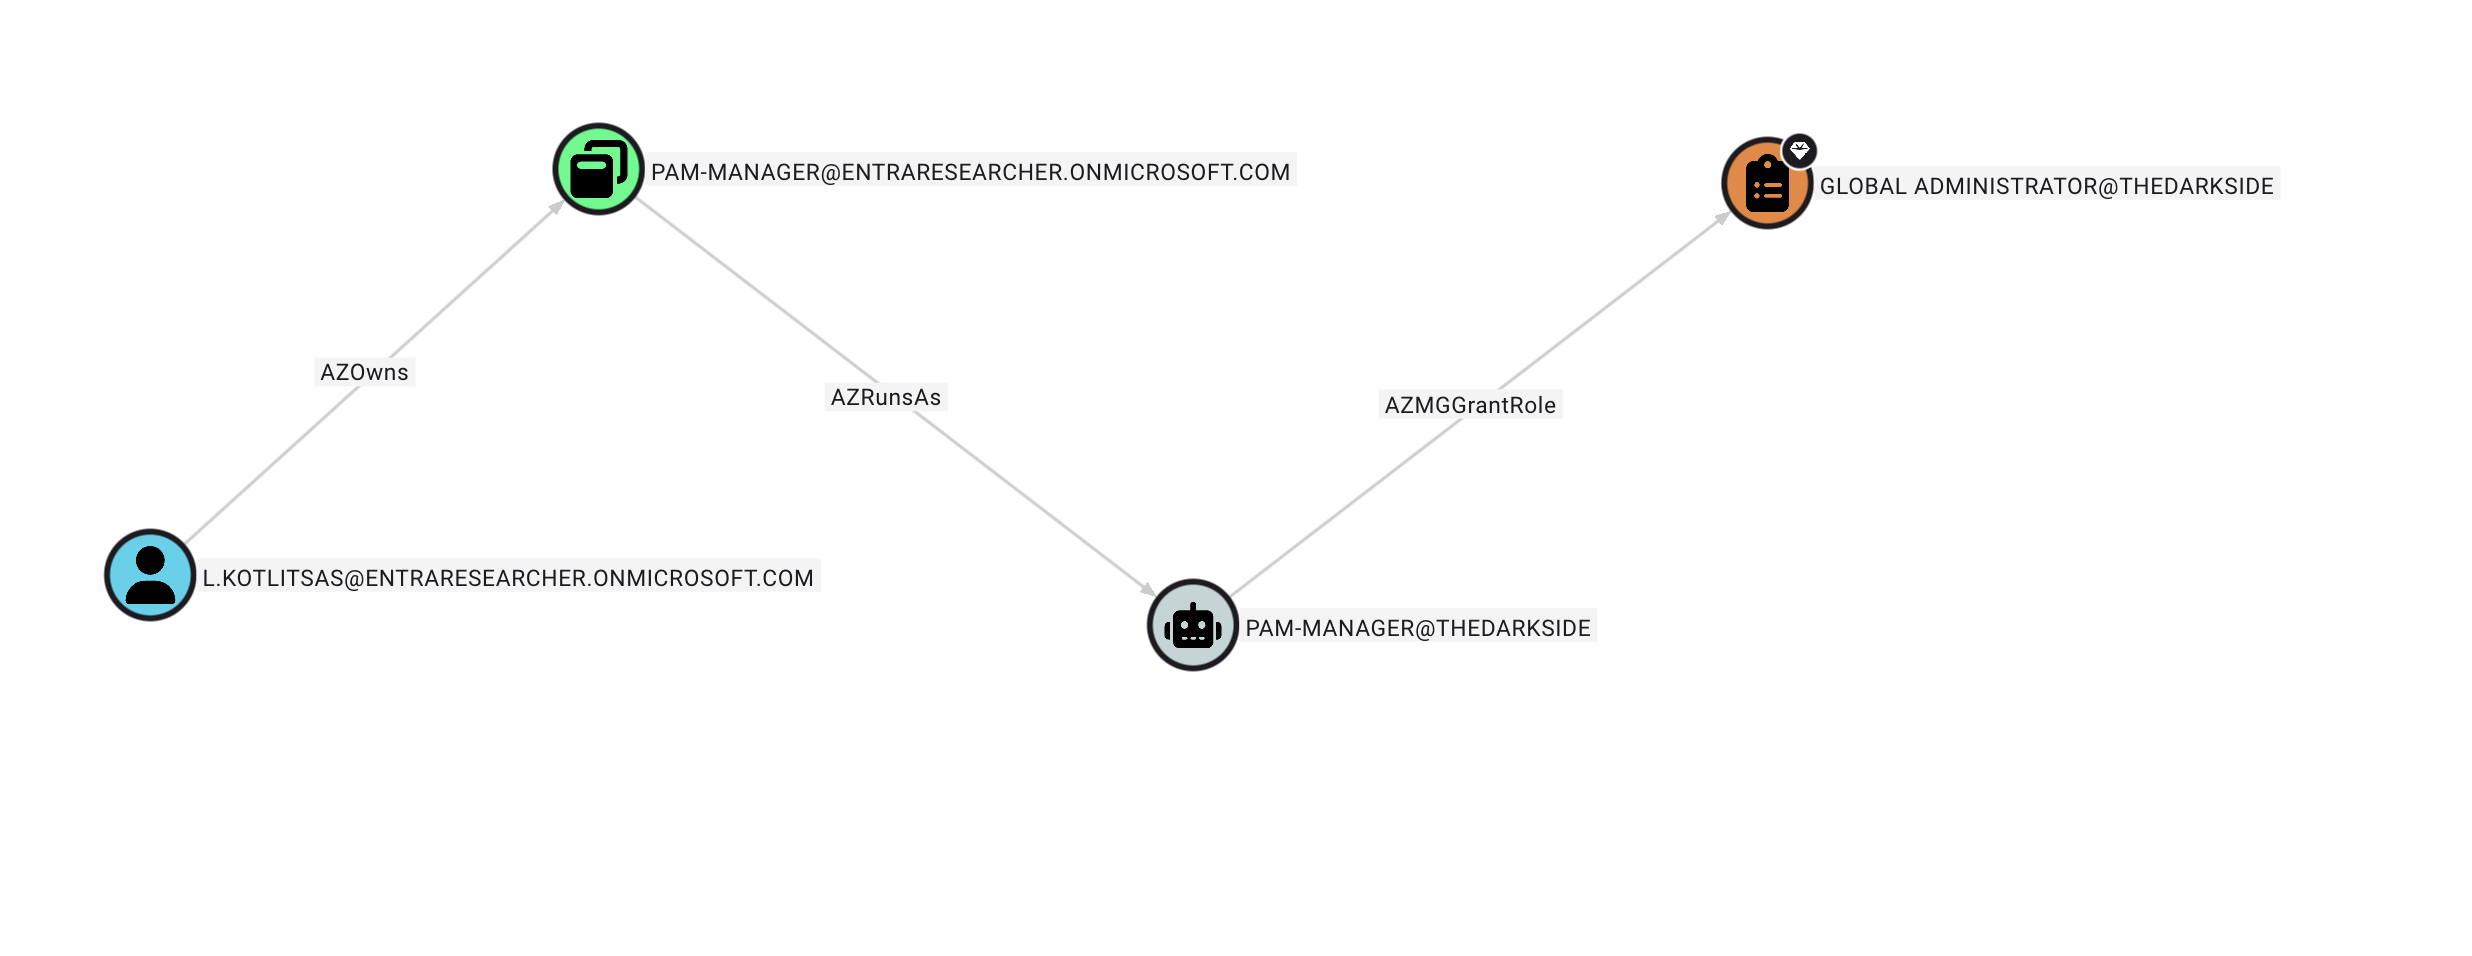 PAM-MANAGER@ENTRARESEARCHER.ONMICROSOFT.COM
GLOBAL ADMINISTRATOR@THEDARKSIDE
AZOwns
AZRunsAs
AZMGGrantRole
L.KOTLITSAS@ENTRARESEARCHER.ONMICROSOFT.COM
PAM-MANAGER@THEDARKSIDE